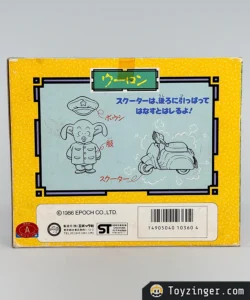 ウーロン
スクーターは、後ろに引っぱって
はなすとはしるよ!
ボウシ
服
スクーター
©1986 EPOCH CO.,LTD.
ST
Toyzinger.com